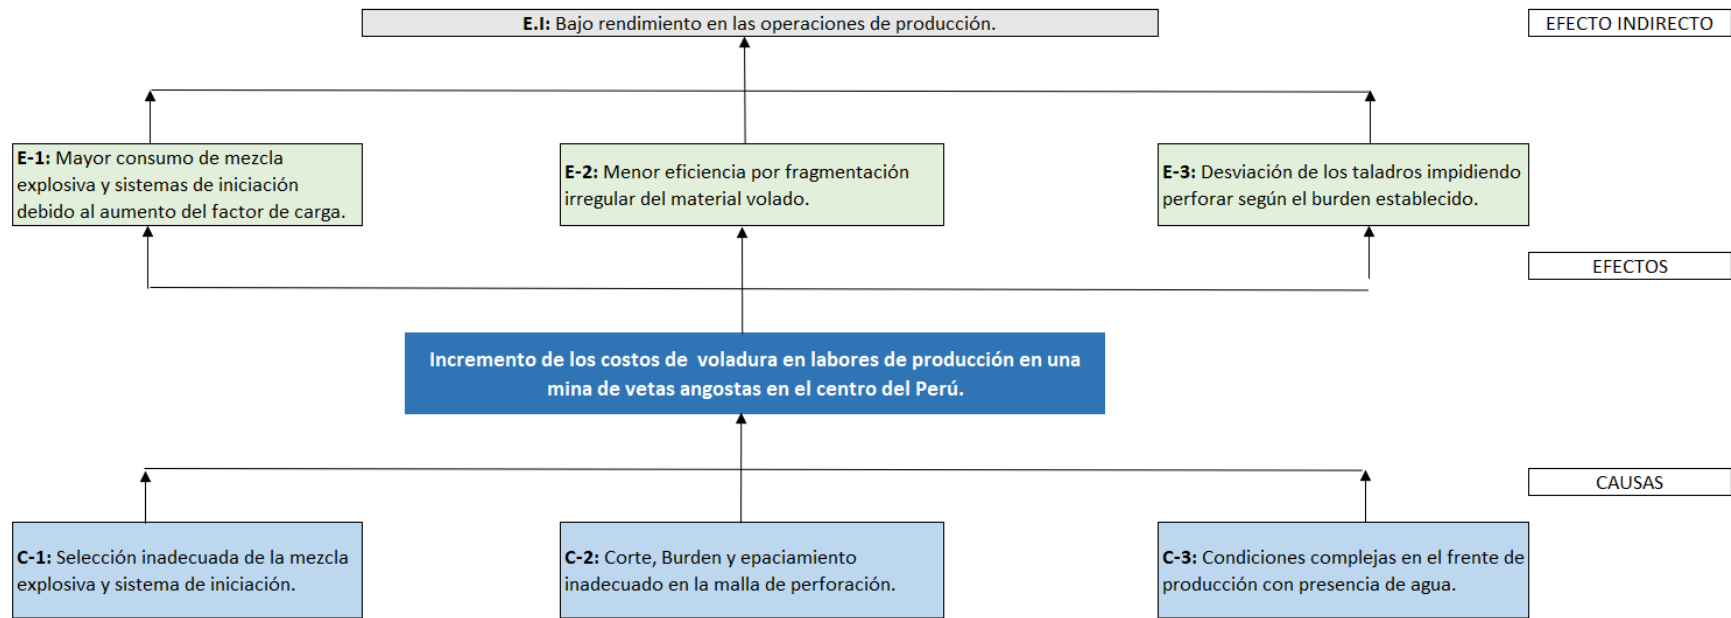 E.I: Bajo rendimiento en las operaciones de producción.
EFECTO INDIRECTO
E-1: Mayor consumo de mezcla
explosiva y sistemas de iniciación
debido al aumento del factor de carga.
E-2: Menor eficiencia por fragmentación
irregular del material volado.
E-3: Desviación de los taladros impidiendo
perforar según el burden establecido.
EFECTOS
Incremento de los costos de voladura en labores de producción en una
mina de vetas angostas en el centro del Perú.
CAUSAS
C-1: Selección inadecuada de la mezcla
explosiva y sistema de iniciación.
C-2: Corte, Burden y epaciamiento
inadecuado en la malla de perforación.
C-3: Condiciones complejas en el frente de
producción con presencia de agua.